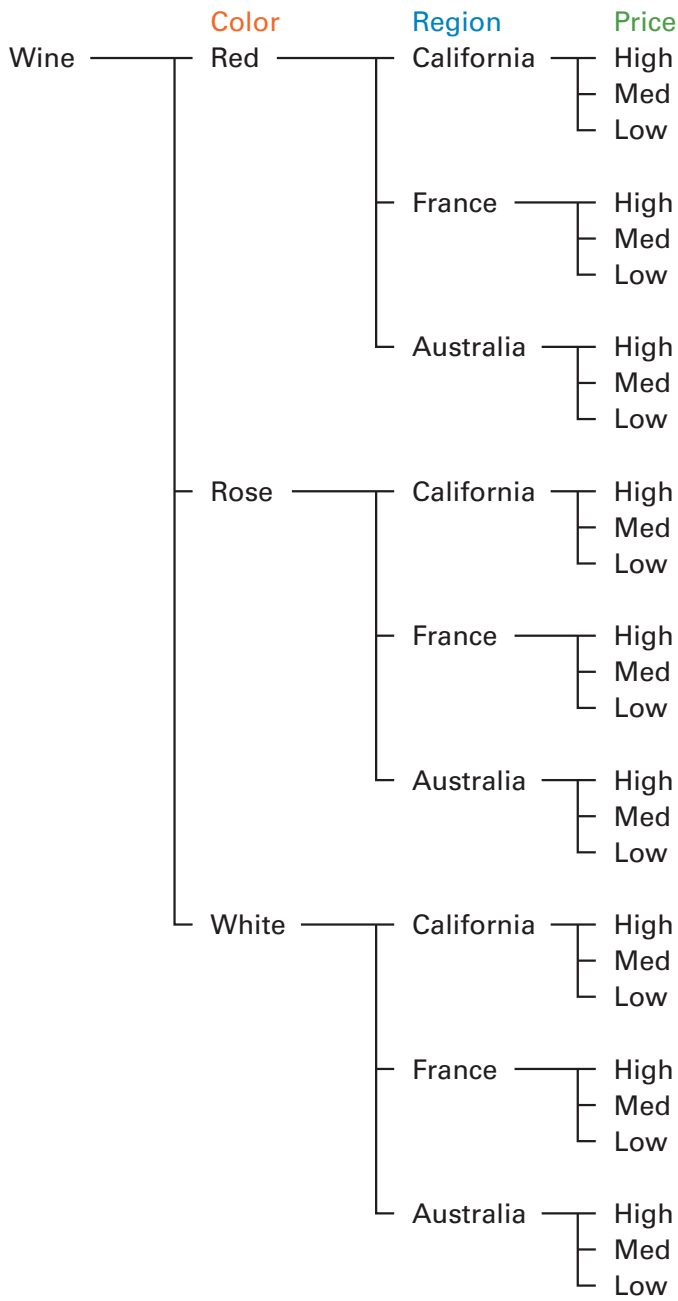 Color Region Price
Wine Red California High
Med
Low
France High
Med
Low
Australia High
Med
Low
Rose California High
Med
Low
France High
Med
Low
Australia High
Med
Low
White California High
Med
Low
France High
Med
Low
Australia High
Med
Low